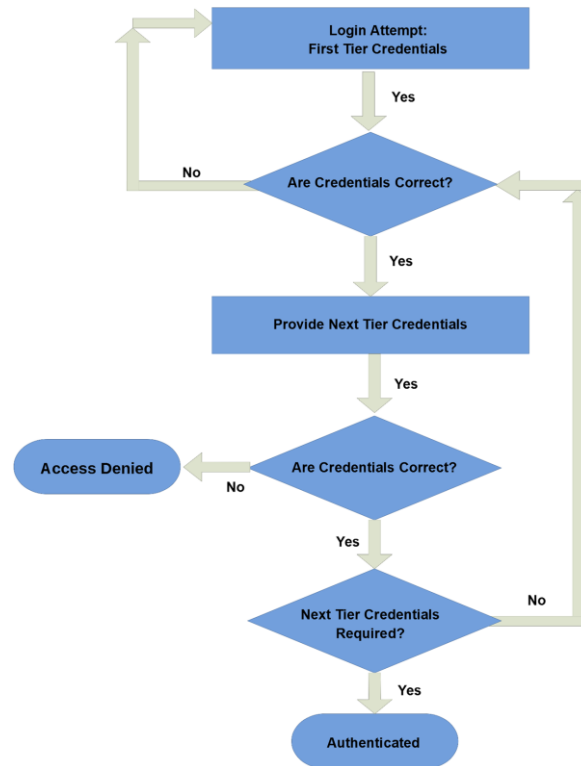 Login Attempt:
First Tier Credentials
Yes
No
Are Credentials Correct?
Yes
Provide Next Tier Credentials
Yes
Are Credentials Correct?
Access Denied
No
Yes
Next Tier Credentials
Required?
No
Yes
Authenticated